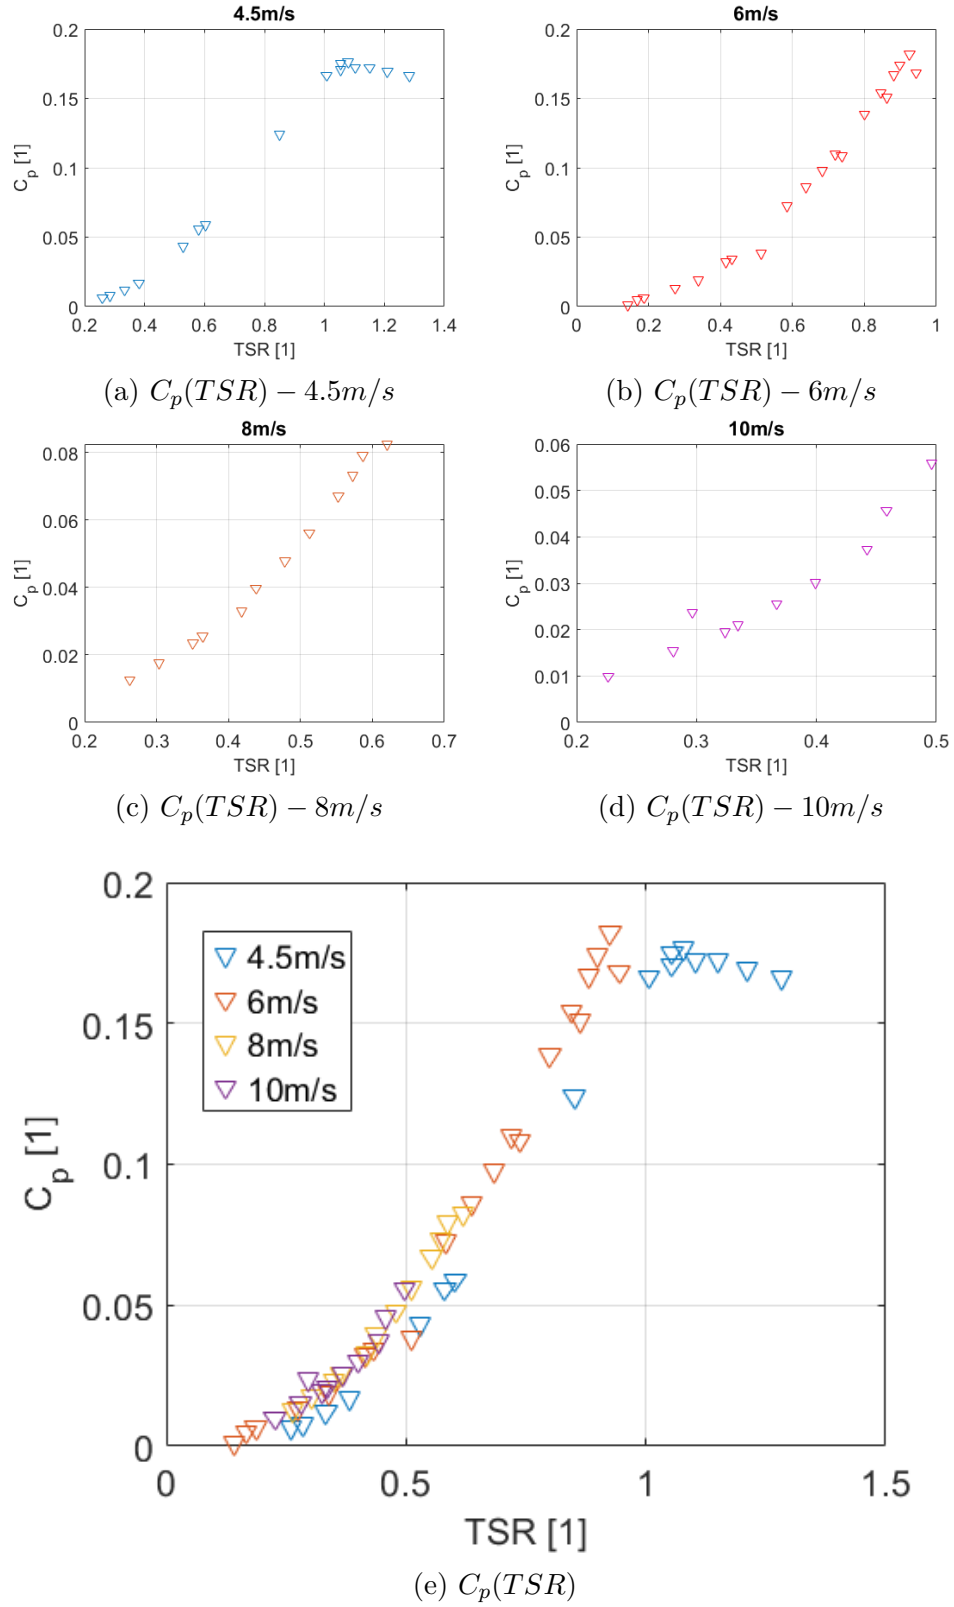 4.5m/s
0.2
0.15
0.1
0.05
0
C_p [1]
0.2 0.4 0.6 0.8 1 1.2 1.4
TSR [1]
(a) C_p(TSR) − 4.5m/s
6m/s
0.2
0.15
0.1
0.05
0
C_p [1]
0 0.2 0.4 0.6 0.8 1
TSR [1]
(b) C_p(TSR) − 6m/s
8m/s
0.08
0.06
0.04
0.02
0
C_p [1]
0.2 0.3 0.4 0.5 0.6 0.7
TSR [1]
(c) C_p(TSR) − 8m/s
10m/s
0.06
0.05
0.04
0.03
0.02
0.01
0
C_p [1]
0.2 0.3 0.4 0.5
TSR [1]
(d) C_p(TSR) − 10m/s
0.2
0.15
0.1
0.05
0
C_p [1]
4.5m/s
6m/s
8m/s
10m/s
0 0.5 1 1.5
TSR [1]
(e) C_p(TSR)